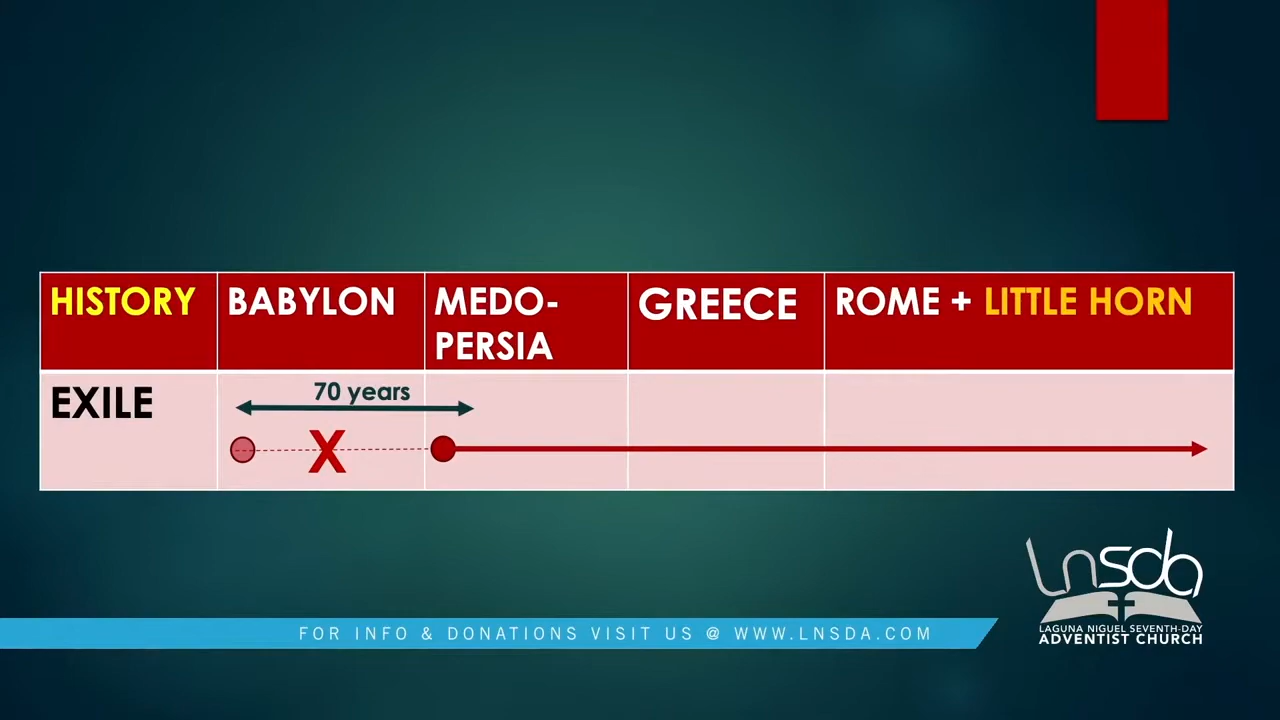 HISTORY
BABYLON
MEDO-
PERSIA
GREECE
ROME + LITTLE HORN
EXILE
70 years
X
FOR INFO & DONATIONS VISIT US @ WWW.LNSDA.COM
Lnsda
LAGUNA NIGUEL SEVENTH-DAY
ADVENTIST CHURCH